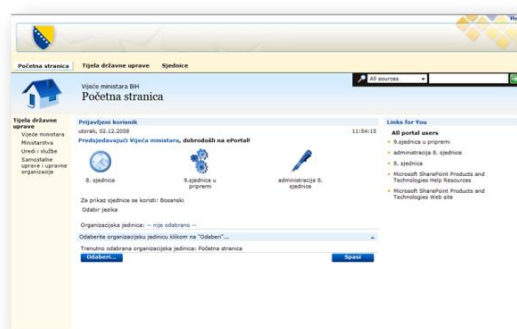 Početna stranica Tijela državne uprave Sjednice
All sources
Vijeće ministara BiH
Početna stranica
Tijela državne uprave
Vijeće ministara
Ministarstva
Uredi i službe
Samostalne uprave i upravne organizacije
Prijavljeni korisnik
utorak, 02.12.2008 11:54:15
Predsjedavajući Vijeća ministara, dobrodošli na ePortal!
8. sjednica
9.sjednica u pripremi
administracija 8. sjednice
Za prikaz sjednice se koristi: Bosanski
Odabir jezika
Organizacijska jedinica: -- nije odabrano --
Odaberite organizacijsku jedinicu klikom na "Odaberi"...
Trenutno odabrana organizacijska jedinica: Početna stranica
Odaberi... Spasi
Links for You
All portal users
9.sjednica u pripremi
administracija 8. sjednice
8. sjednica
Microsoft SharePoint Products and Technologies Help Resources
Microsoft SharePoint Products and Technologies Web site